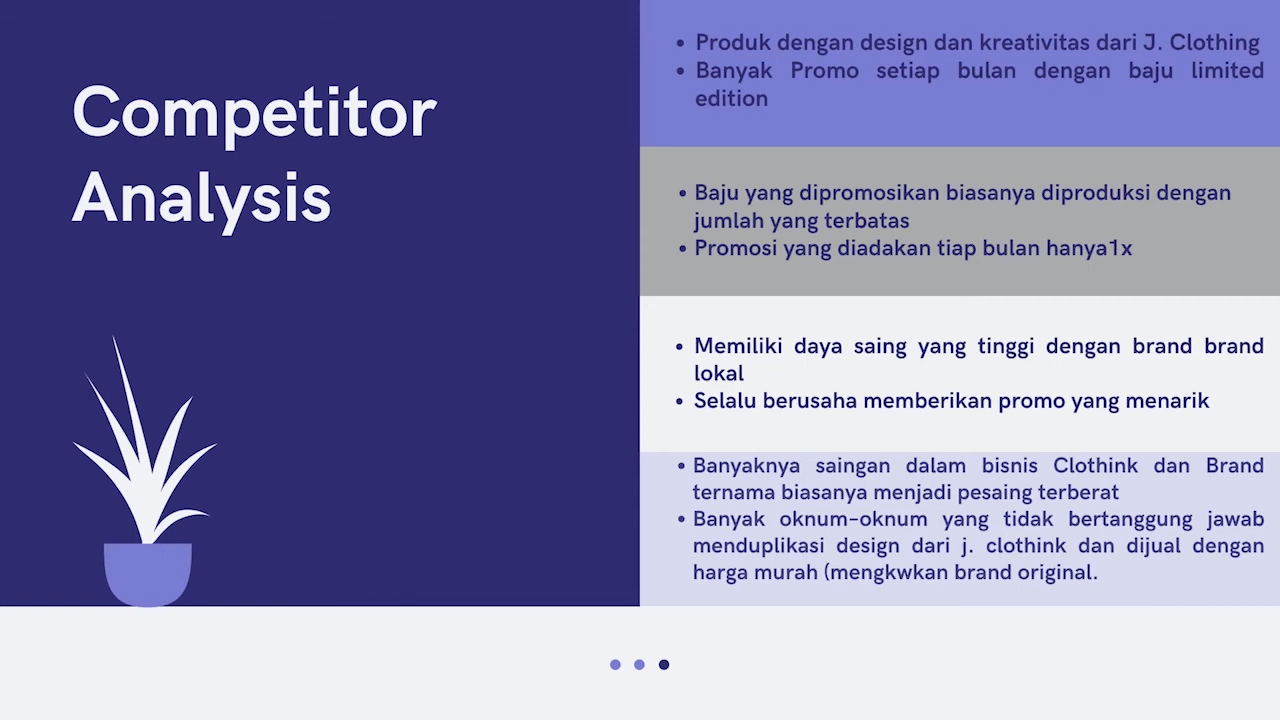 Competitor
Analysis
• Produk dengan design dan kreativitas dari J. Clothing
• Banyak Promo setiap bulan dengan baju limited
edition
• Baju yang dipromosikan biasanya diproduksi dengan
jumlah yang terbatas
• Promosi yang diadakan tiap bulan hanya1x
• Memiliki daya saing yang tinggi dengan brand brand
lokal
• Selalu berusaha memberikan promo yang menarik
• Banyaknya saingan dalam bisnis Clothink dan Brand
ternama biasanya menjadi pesaing terberat
• Banyak oknum-oknum yang tidak bertanggung jawab
menduplikasi design dari j. clothink dan dijual dengan
harga murah (mengkwkan brand original.